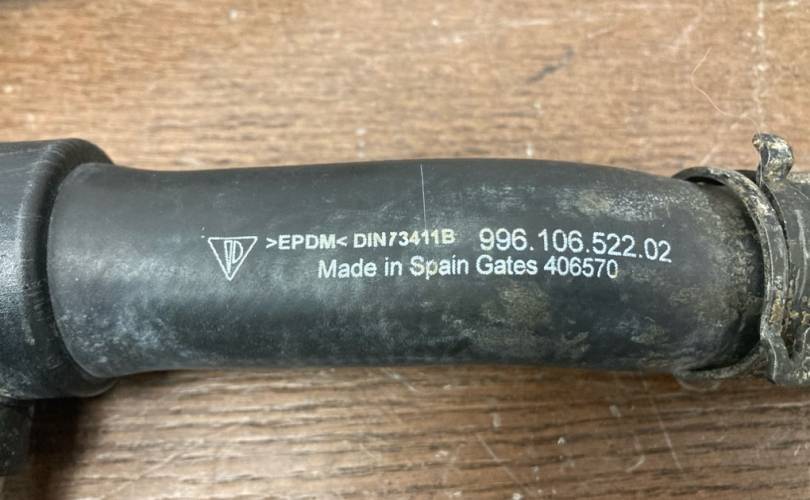 >EPDM< DIN73411B 996.106.522.02
Made in Spain Gates 406570